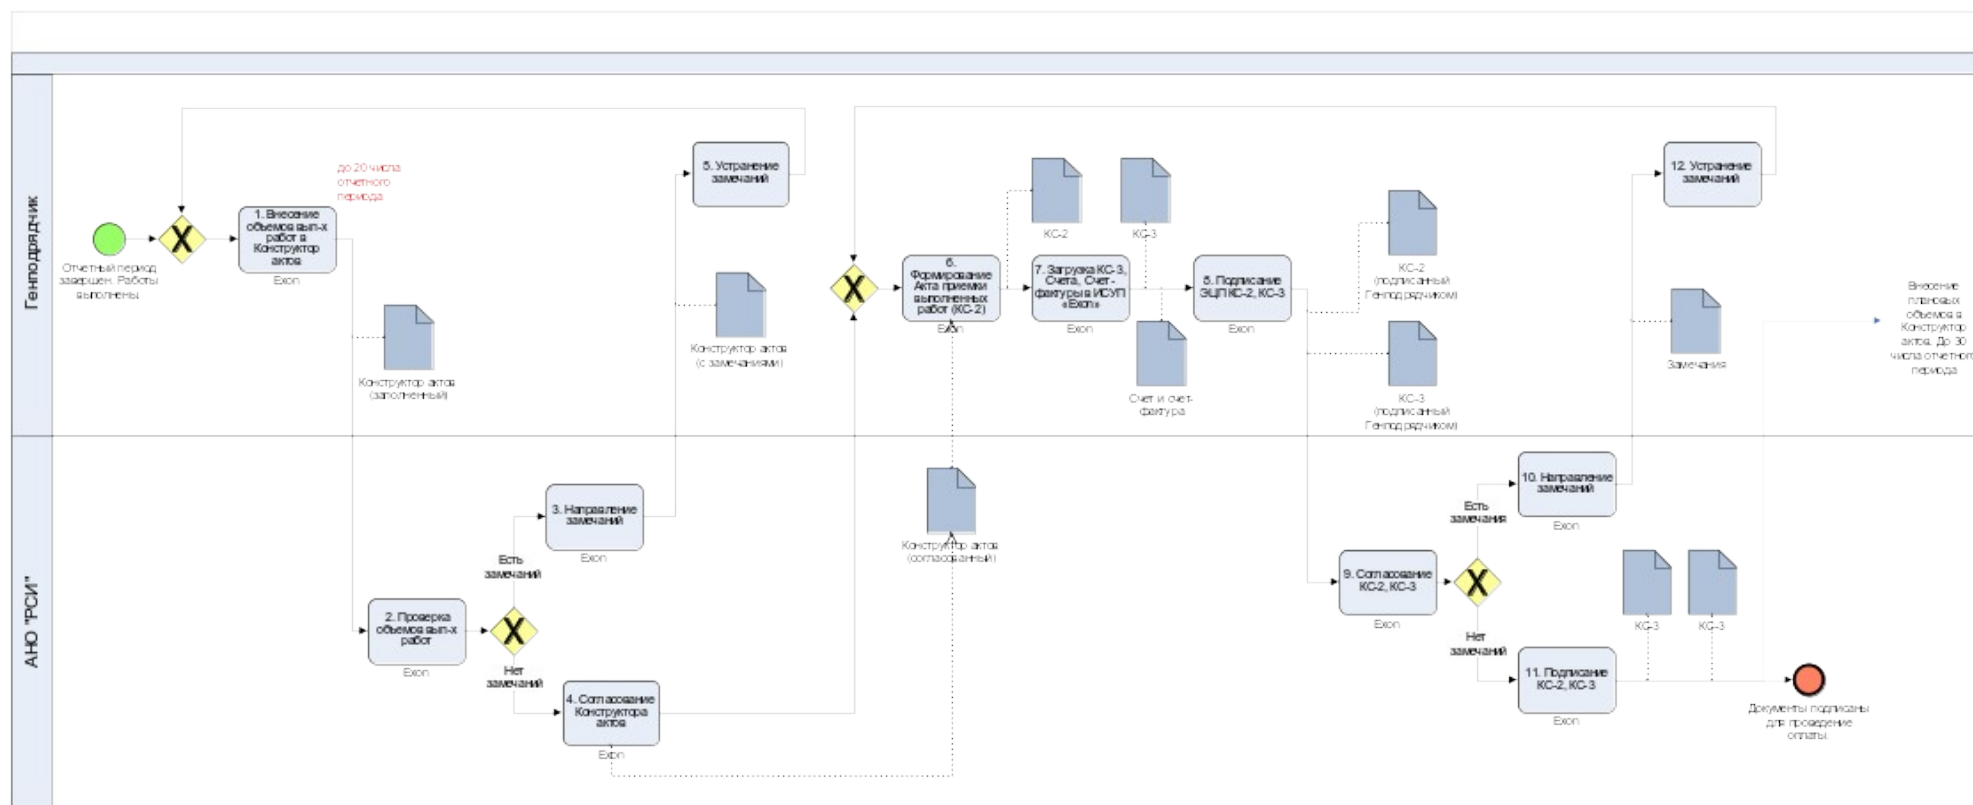 Генподрядчик
Отчетный период
завершен. Работы
выполнены.
1. Внесение
объемов вып-х
работ в
Конструктор
актов
Exon
до 20 числа
отчетного
периода
Конструктор актов
(заполненный)
5. Устранение
замечаний
Конструктор актов
(с замечаниями)
6.
Формирование
Акта приемки
выполненных
работ (КС-2)
Exon
КС-2
7. Загрузка КС-3,
Счета, Счет-
фактуры в ИСУП
«Exon»
Exon
КС-3
Счет и счет-
фактура
8. Подписание
ЭЦП КС-2, КС-3
Exon
КС-2
(подписанный
Генподрядчиком)
КС-3
(подписанный
Генподрядчиком)
12. Устранение
замечаний
Замечания
Внесение
плановых
объемов в
Конструктор
актов. До 30
числа отчетного
периода
АНО "РСИ"
2. Проверка
объемов вып-х
работ
Exon
Есть
замечаний
Нет
замечаний
3. Направление
замечаний
Exon
4. Согласование
Конструктора
актов
Exon
Конструктор актов
(согласованный)
9. Согласование
КС-2, КС-3
Exon
Есть
замечания
Нет
замечаний
10. Направление
замечаний
Exon
11. Подписание
КС-2, КС-3
Exon
КС-3
КС-3
Документы подписаны
для проведение
оплаты.